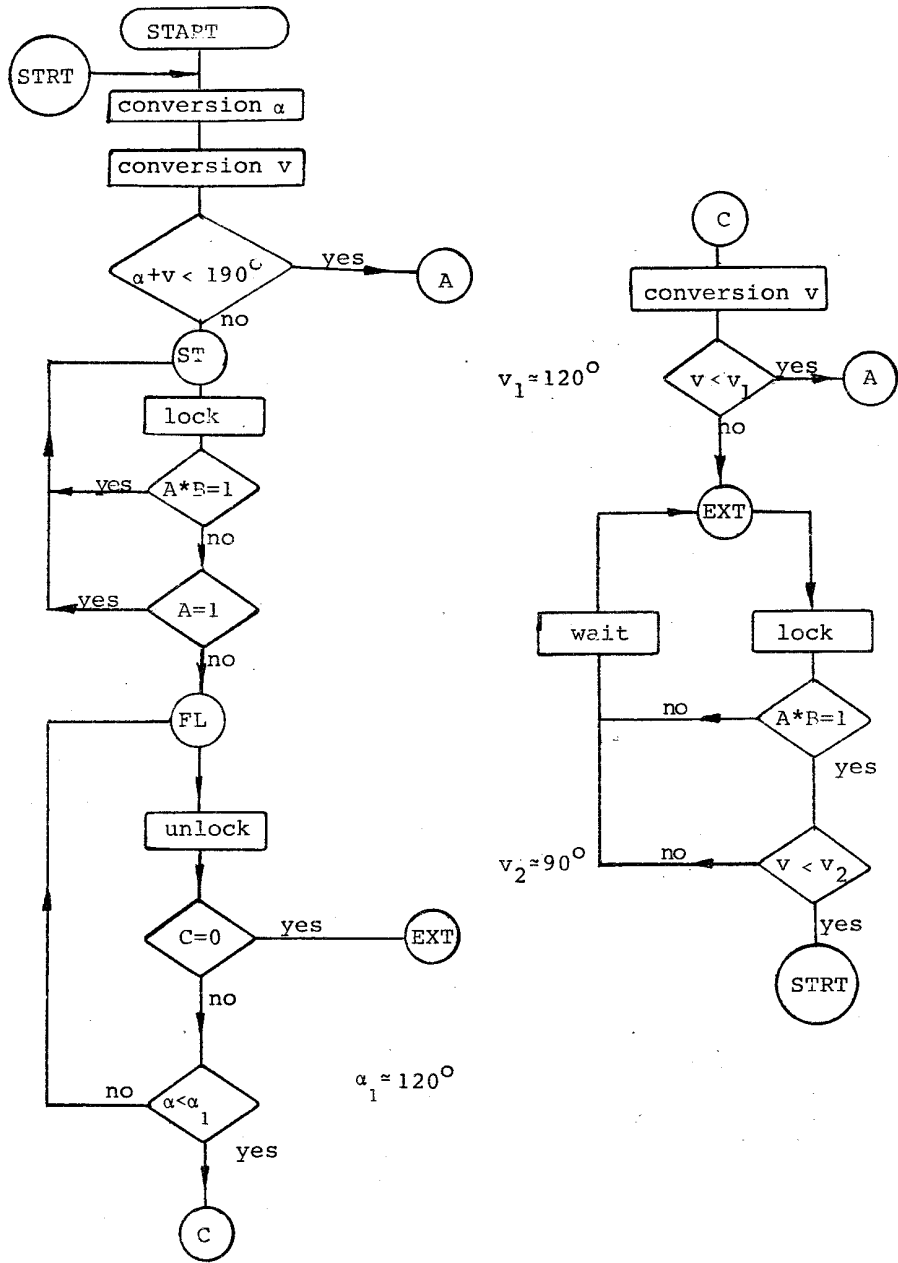 START
STRT
conversion α
conversion v
α+v < 190°
yes
A
no
ST
lock
A*B=1
yes
no
A=1
yes
no
FL
unlock
C=0
yes
EXT
no
α<α₁
no
α₁≃120°
yes
C
C
conversion v
v₁≃120°
v < v₁
yes
A
no
EXT
wait
lock
A*B=1
no
yes
v₂≃90°
v < v₂
no
yes
STRT